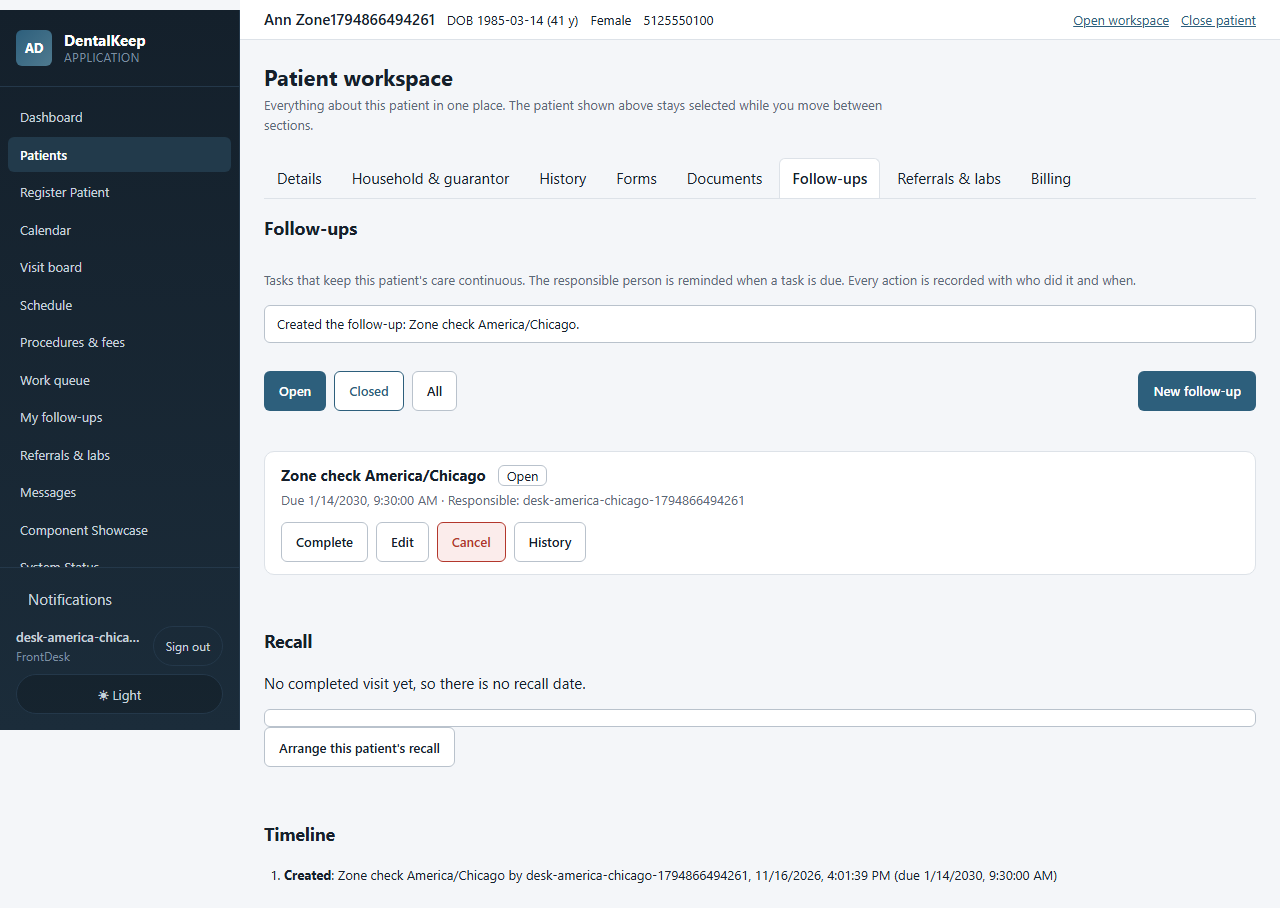 Ann Zone1794866494261 DOB 1985-03-14 (41 y) Female 5125550100 Open workspace Close patient
AD
DentalKeep
APPLICATION
Dashboard
Patients
Register Patient
Calendar
Visit board
Schedule
Procedures & fees
Work queue
My follow-ups
Referrals & labs
Messages
Component Showcase
System Status
Notifications
desk-america-chica...
FrontDesk
Sign out
☀ Light
Patient workspace
Everything about this patient in one place. The patient shown above stays selected while you move between
sections.
Details Household & guarantor History Forms Documents Follow-ups Referrals & labs Billing
Follow-ups
Tasks that keep this patient's care continuous. The responsible person is reminded when a task is due. Every action is recorded with who did it and when.
Created the follow-up: Zone check America/Chicago.
Open Closed All New follow-up
Zone check America/Chicago Open
Due 1/14/2030, 9:30:00 AM · Responsible: desk-america-chicago-1794866494261
Complete Edit Cancel History
Recall
No completed visit yet, so there is no recall date.
Arrange this patient's recall
Timeline
1. Created: Zone check America/Chicago by desk-america-chicago-1794866494261, 11/16/2026, 4:01:39 PM (due 1/14/2030, 9:30:00 AM)